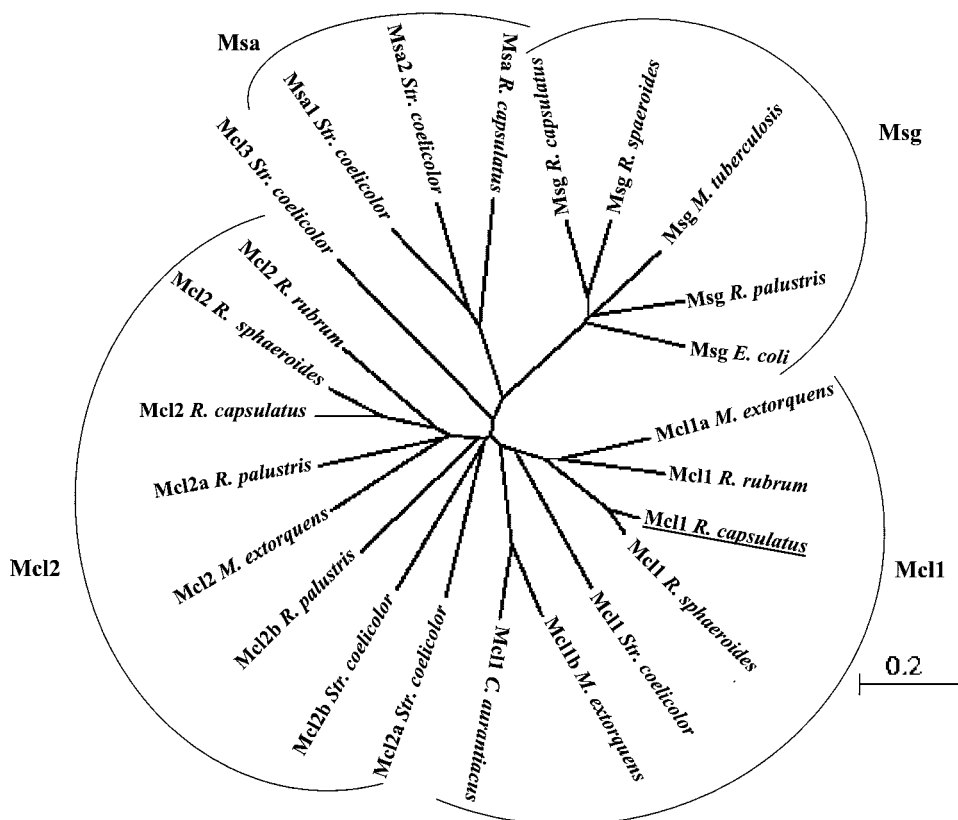 Msa
Msa1 Str. coelicolor
Msa2 Str. coelicolor
Msa R. capsulatus
Msg
Msg R. capsulatus
Msg R. spaeroides
Msg M. tuberculosis
Msg R. palustris
Msg E. coli
Mcl1
Mcl1a M. extorquens
Mcl1 R. rubrum
Mcl1 R. capsulatus
Mcl1 R. sphaeroides
Mcl1 Str. coelicolor
Mcl1b M. extorquens
Mcl1 C. aurantiacus
Mcl2
Mcl2a Str. coelicolor
Mcl2b Str. coelicolor
Mcl2b R. palustris
Mcl2 M. extorquens
Mcl2a R. palustris
Mcl2 R. capsulatus
Mcl2 R. sphaeroides
Mcl2 R. rubrum
Mcl3 Str. coelicolor
0.2